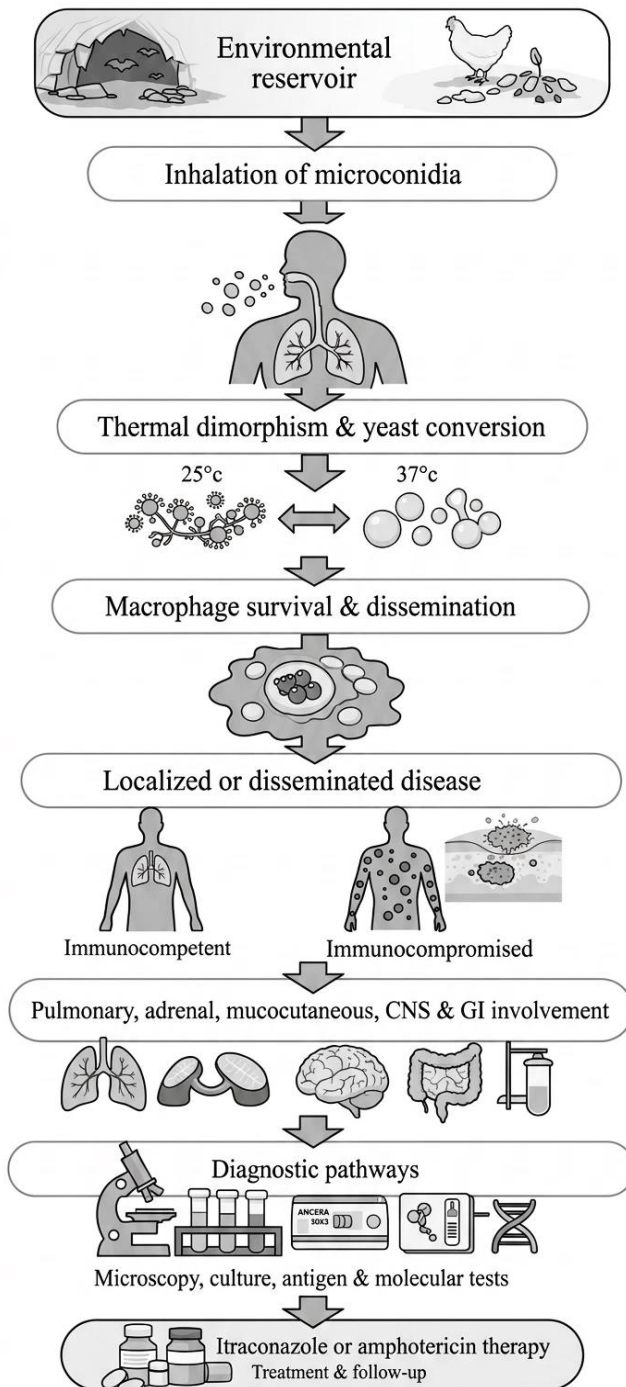 Environmental
reservoir
Inhalation of microconidia
Thermal dimorphism & yeast conversion
25°c
37°c
Macrophage survival & dissemination
Localized or disseminated disease
Immunocompetent
Immunocompromised
Pulmonary, adrenal, mucocutaneous, CNS & GI involvement
Diagnostic pathways
ANCERA
30X3
Microscopy, culture, antigen & molecular tests
Itraconazole or amphotericin therapy
Treatment & follow-up